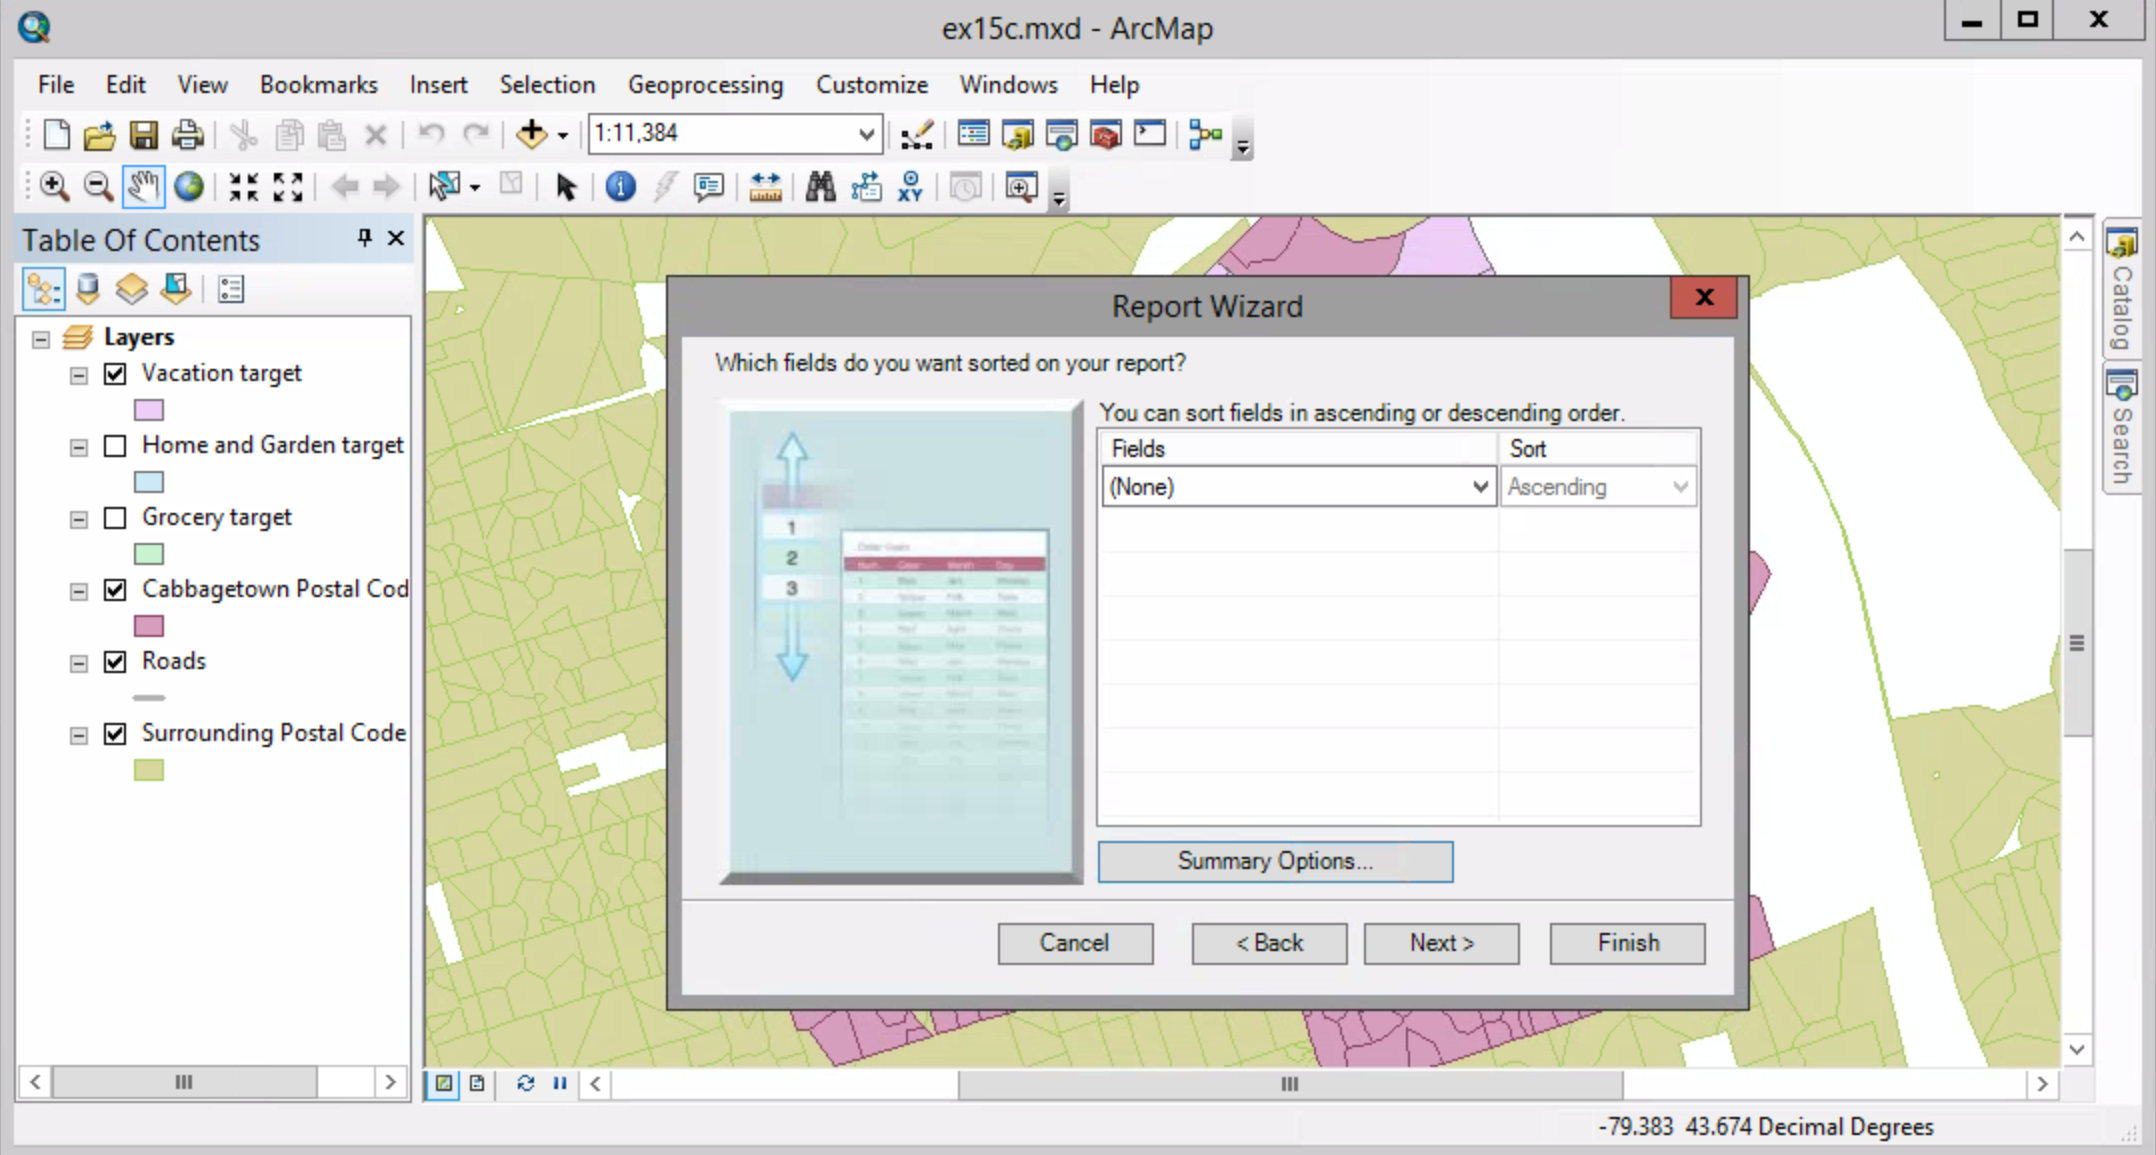 ex15c.mxd - ArcMap
File Edit View Bookmarks Insert Selection Geoprocessing Customize Windows Help
1:11,384
XY
Table Of Contents
Layers
Vacation target
Home and Garden target
Grocery target
Cabbagetown Postal Cod
Roads
Surrounding Postal Code
Report Wizard
Which fields do you want sorted on your report?
You can sort fields in ascending or descending order.
Fields Sort
(None) Ascending
1
2
3
Summary Options...
Cancel < Back Next > Finish
Catalog
Search
-79.383 43.674 Decimal Degrees